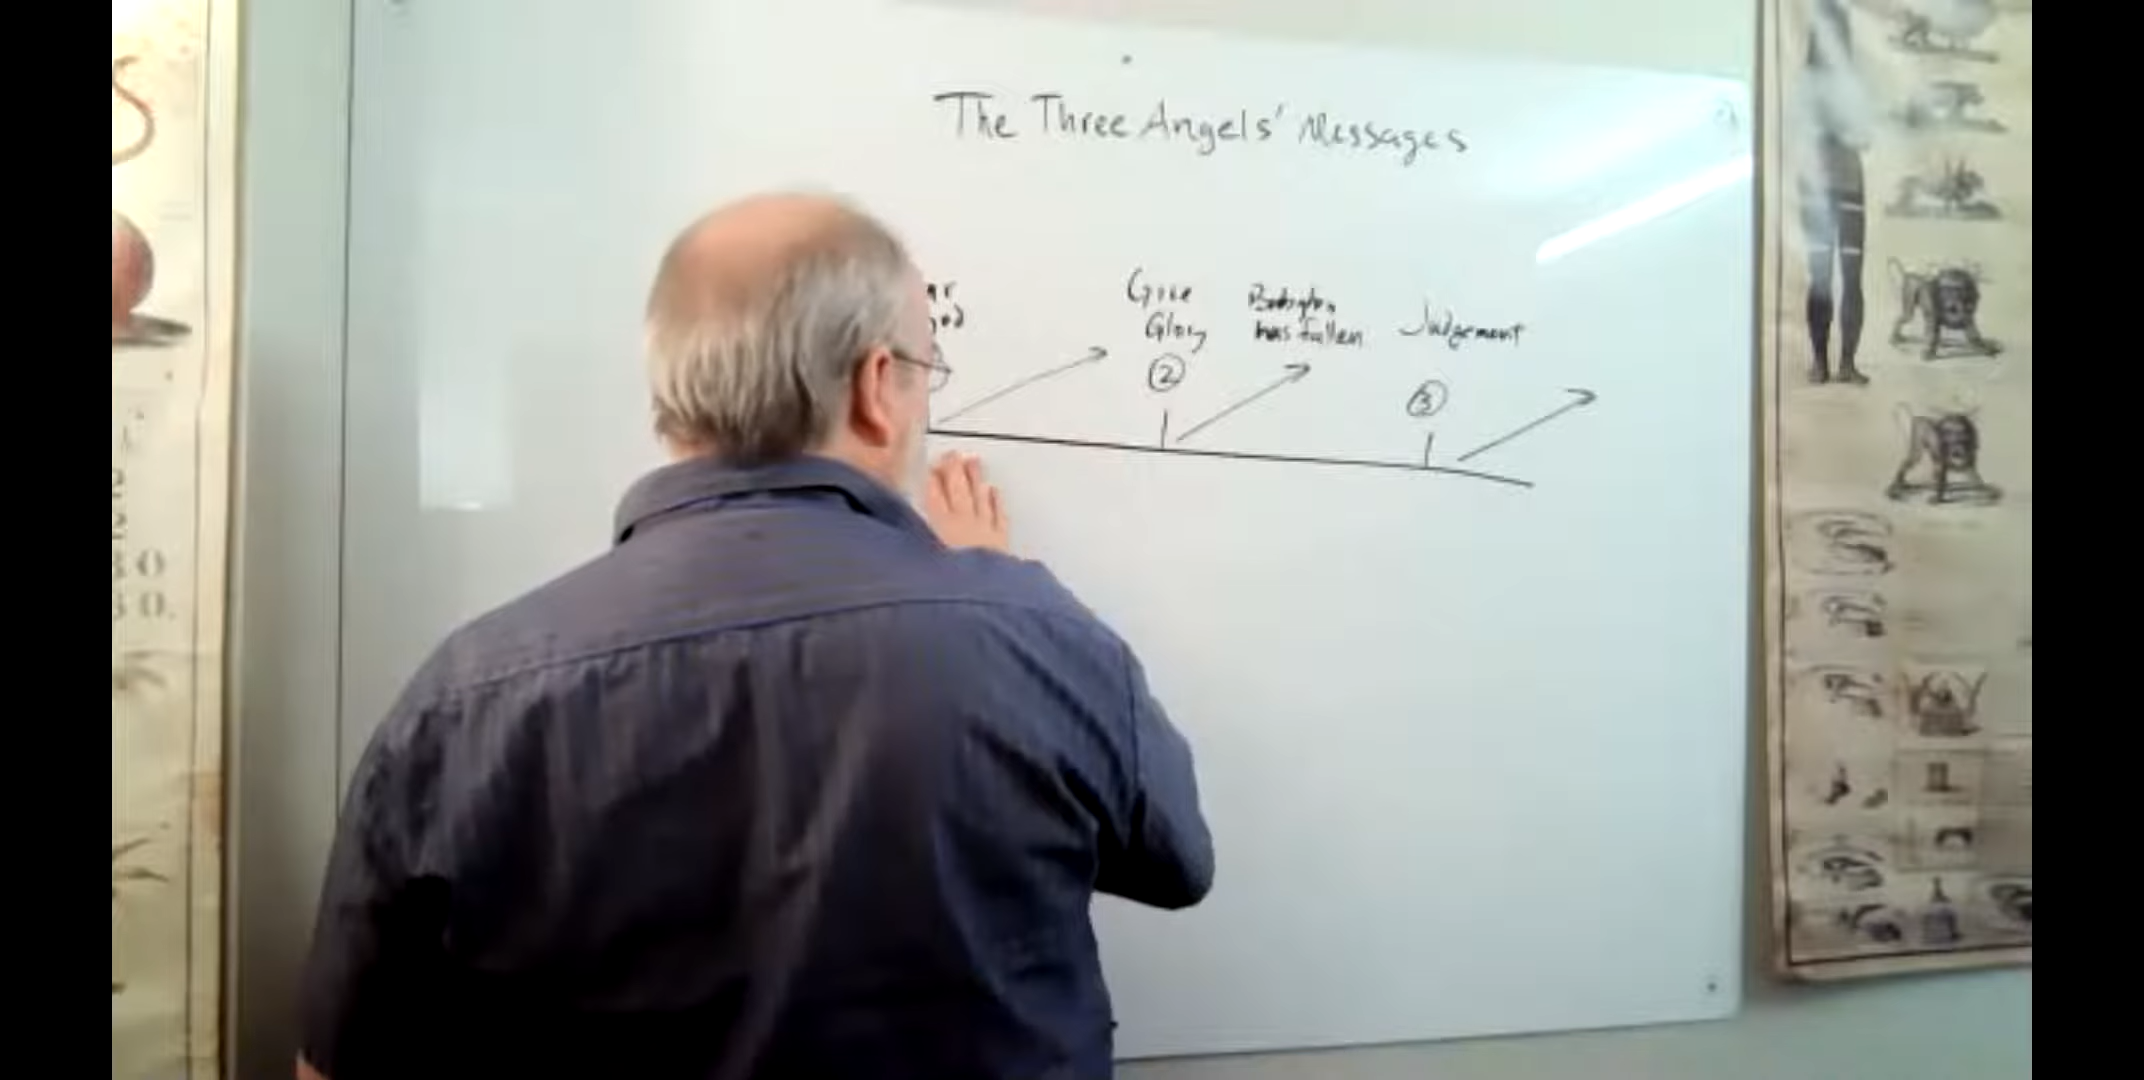 The Three Angels' Messages
Give
Glory
Babylon
has fallen
Judgement
2
3